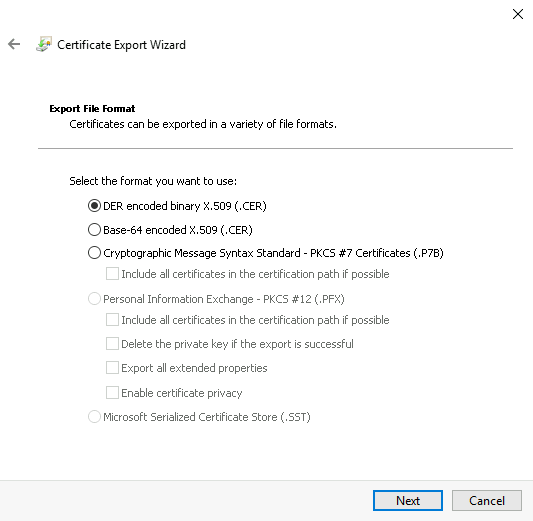 Certificate Export Wizard
Export File Format
Certificates can be exported in a variety of file formats.
Select the format you want to use:
DER encoded binary X.509 (.CER)
Base-64 encoded X.509 (.CER)
Cryptographic Message Syntax Standard - PKCS #7 Certificates (.P7B)
Include all certificates in the certification path if possible
Personal Information Exchange - PKCS #12 (.PFX)
Include all certificates in the certification path if possible
Delete the private key if the export is successful
Export all extended properties
Enable certificate privacy
Microsoft Serialized Certificate Store (.SST)
Next Cancel